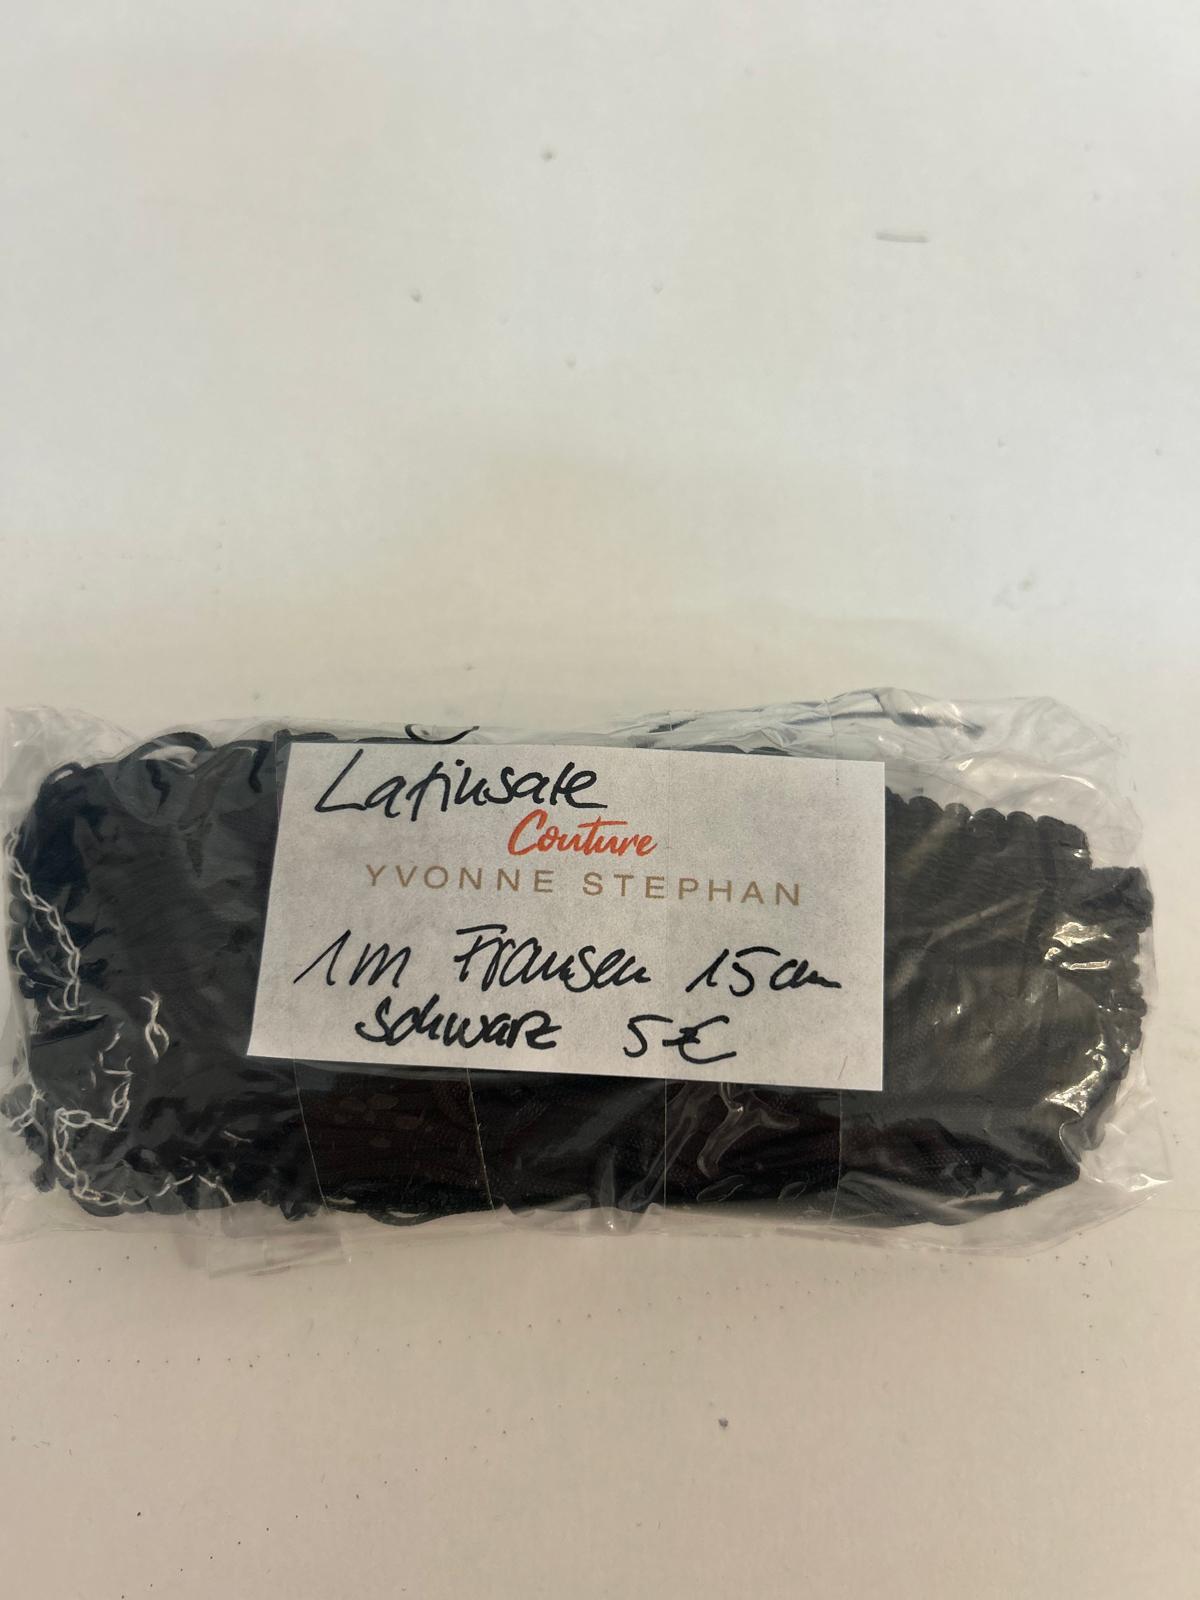 Latinsale
Couture
YVONNE STEPHAN
1m Fransen 15cm
schwarz 5€